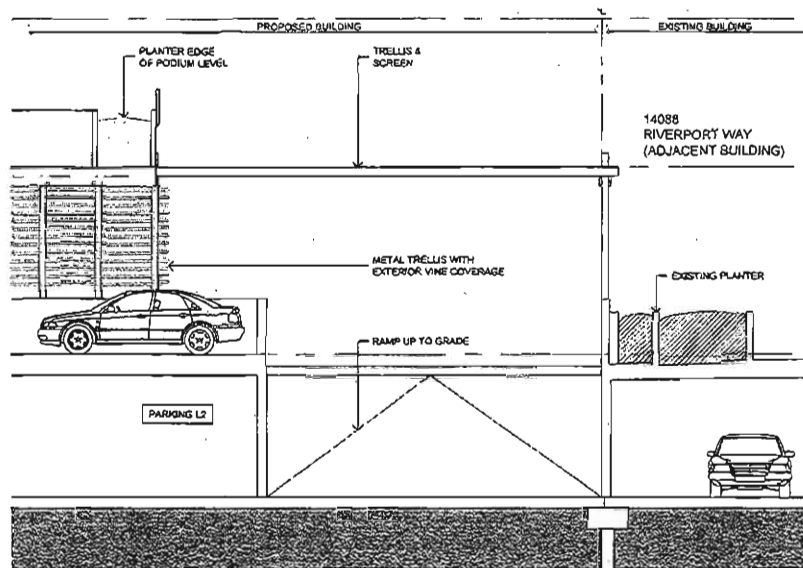 PROPOSED BUILDING
EXISTING BUILDING
PLANTER EDGE
OF PODIUM LEVEL
TRELLIS &
SCREEN
14088
RIVERPORT WAY
(ADJACENT BUILDING)
METAL TRELLIS WITH
EXTERIOR VINE COVERAGE
EXISTING PLANTER
RAMP UP TO GRADE
PARKING L2